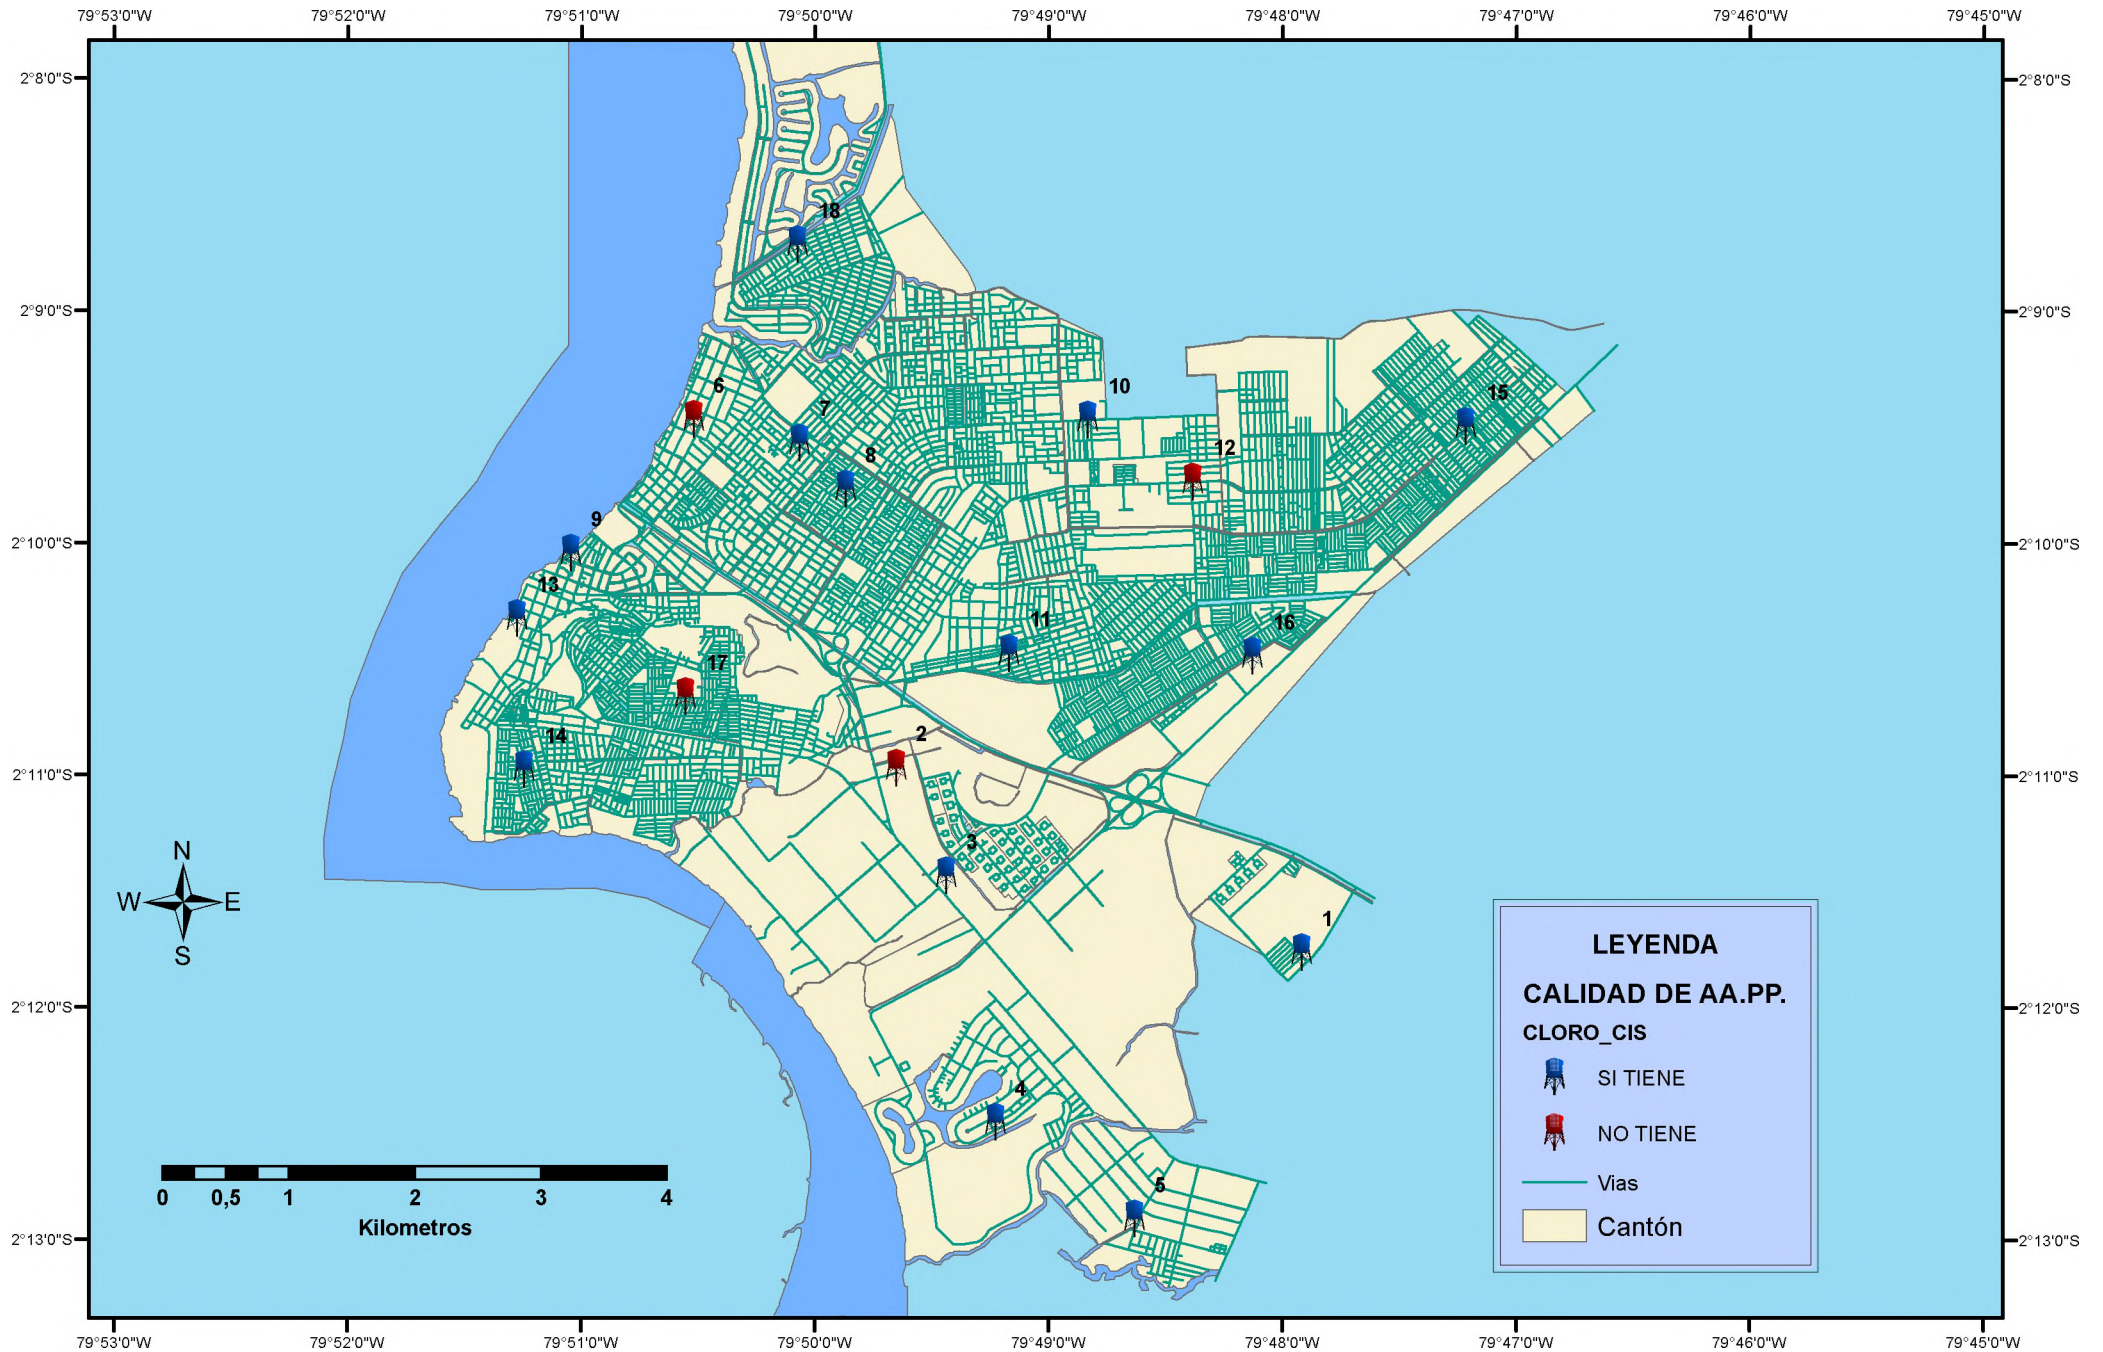 79°53'0"W 79°52'0"W 79°51'0"W 79°50'0"W 79°49'0"W 79°48'0"W 79°47'0"W 79°46'0"W 79°45'0"W
2°8'0"S 2°8'0"S
18
2°9'0"S 2°9'0"S
6 10
15
7
12
8
9
2°10'0"S 2°10'0"S
13
11
16
17
2
14
2°11'0"S 2°11'0"S
3
N
W E
S
1
LEYENDA
CALIDAD DE AA.PP.
2°12'0"S 2°12'0"S
CLORO_CIS
SI TIENE
4
NO TIENE
5
Vias
0 0,5 1 2 3 4
Kilometros
Cantón
2°13'0"S 2°13'0"S
79°53'0"W 79°52'0"W 79°51'0"W 79°50'0"W 79°49'0"W 79°48'0"W 79°47'0"W 79°46'0"W 79°45'0"W